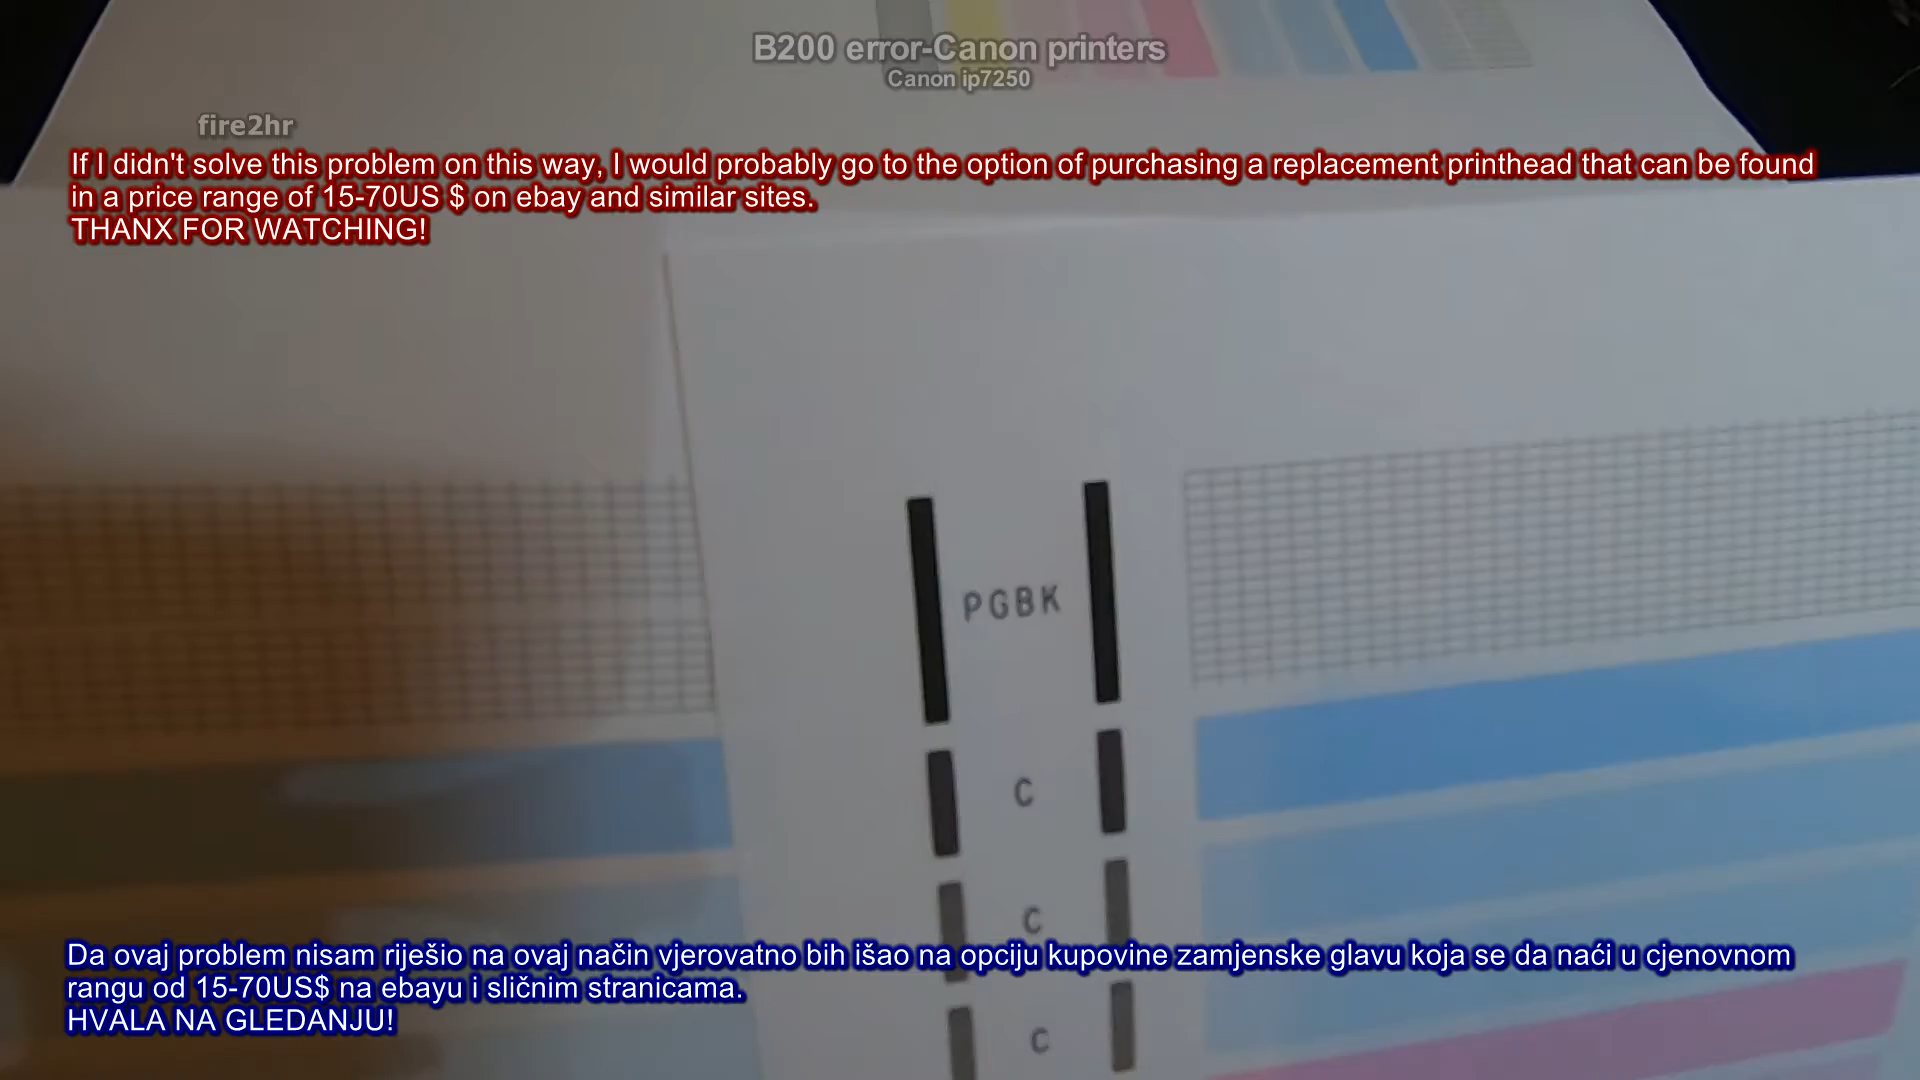 B200 error-Canon printers
Canon ip7250
fire2hr
If I didn't solve this problem on this way, I would probably go to the option of purchasing a replacement printhead that can be found
in a price range of 15-70US $ on ebay and similar sites.
THANX FOR WATCHING!
PGBK
C
C
Da ovaj problem nisam riješio na ovaj način vjerovatno bih išao na opciju kupovine zamjenske glavu koja se da naći u cjenovnom
rangu od 15-70US$ na ebayu i sličnim stranicama.
HVALA NA GLEDANJU!
C